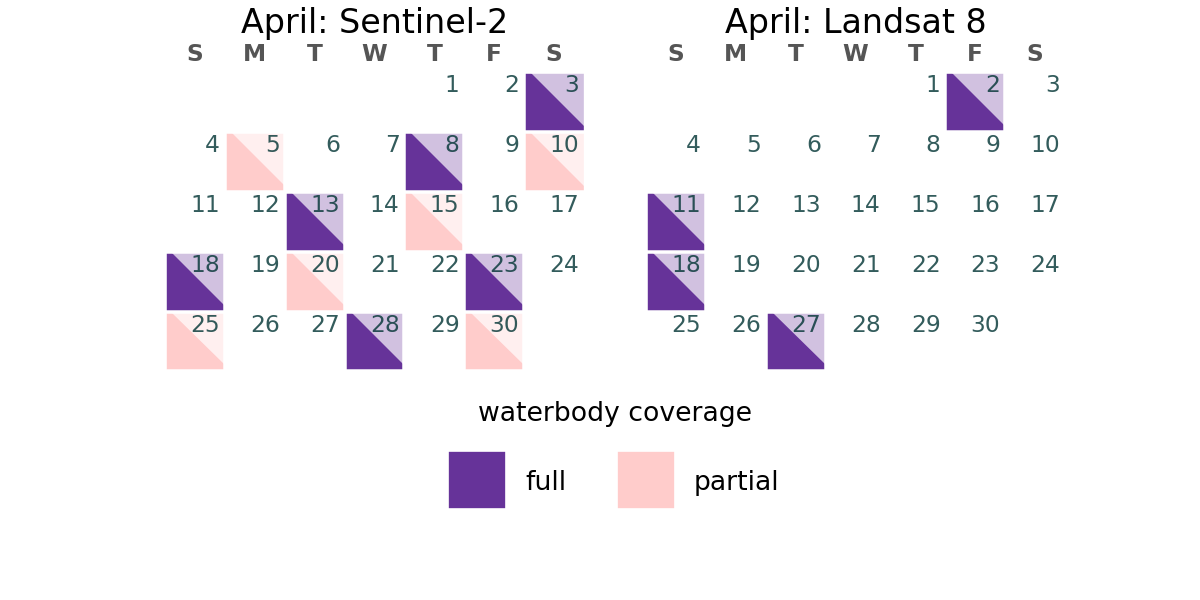 April: Sentinel-2
S M T W T F S
1 2 3
4 5 6 7 8 9 10
11 12 13 14 15 16 17
18 19 20 21 22 23 24
25 26 27 28 29 30
April: Landsat 8
S M T W T F S
1 2 3
4 5 6 7 8 9 10
11 12 13 14 15 16 17
18 19 20 21 22 23 24
25 26 27 28 29 30
waterbody coverage
full
partial